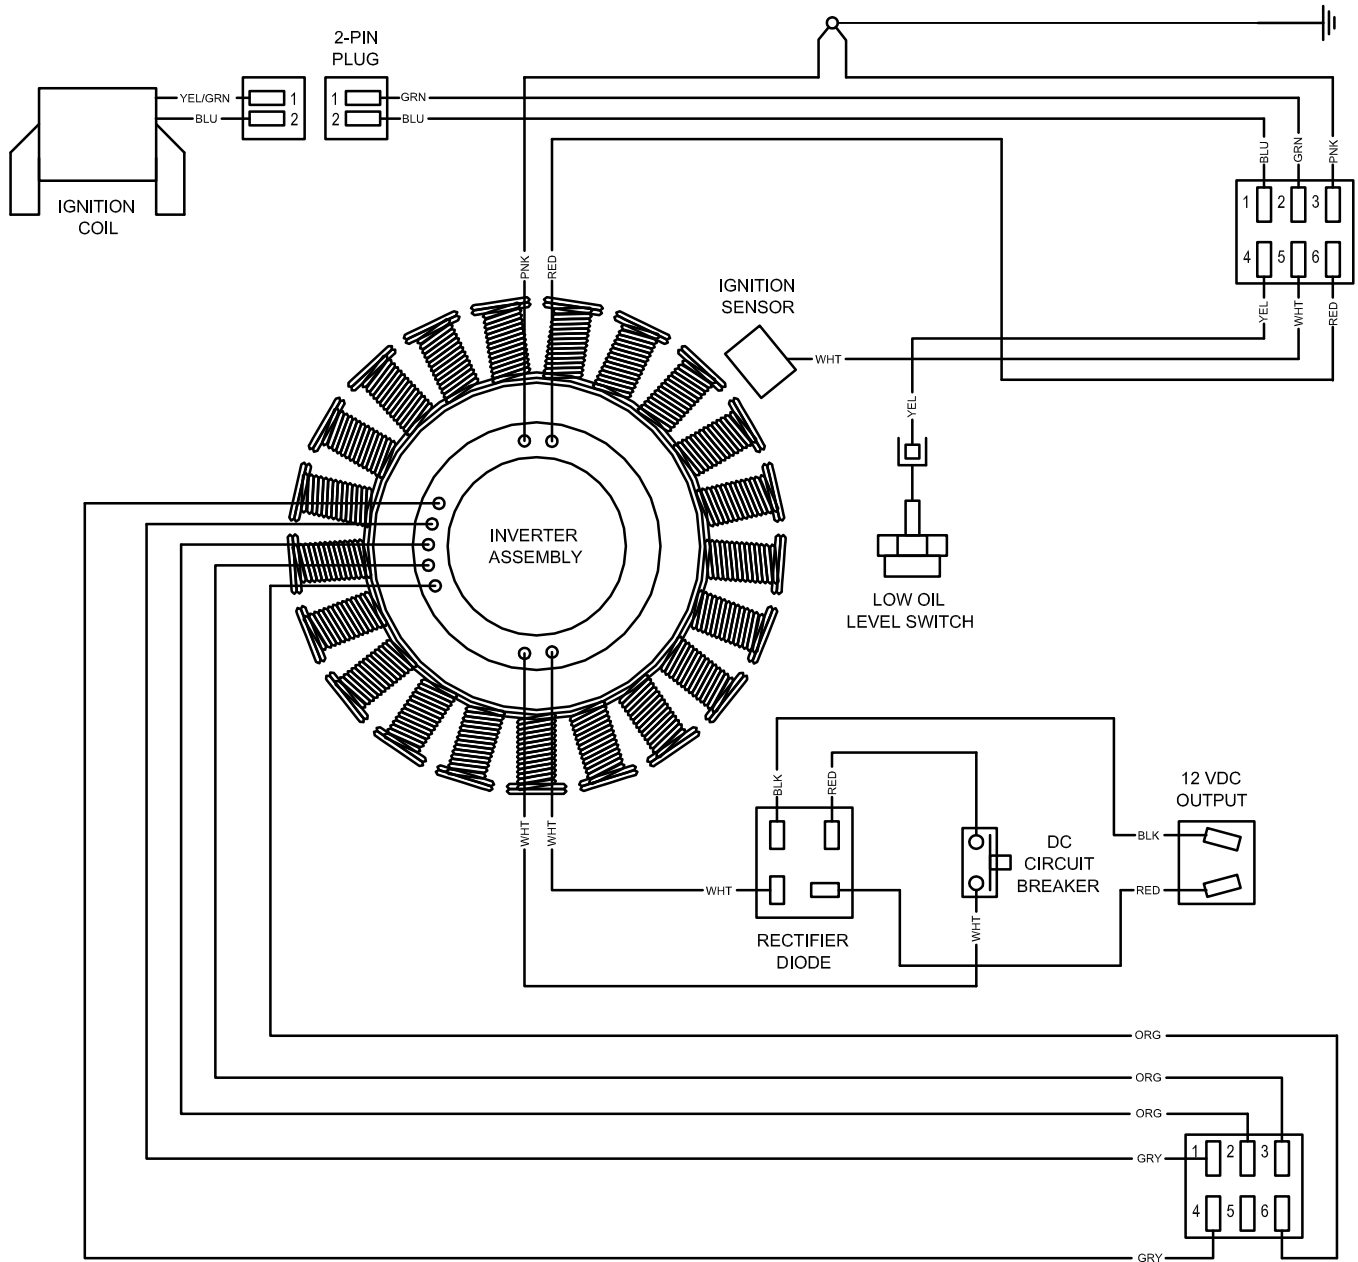 2-PIN
PLUG
YEL/GRN
1
1
GRN
BLU
2
2
BLU
BLU
GRN
PNK
IGNITION
COIL
1
2
3
4
5
6
PNK
RED
IGNITION
SENSOR
YEL
WHT
RED
WHT
YEL
INVERTER
ASSEMBLY
LOW OIL
LEVEL SWITCH
BLK
RED
12 VDC
OUTPUT
WHT
WHT
BLK
DC
CIRCUIT
BREAKER
WHT
RED
WHT
RECTIFIER
DIODE
ORG
ORG
ORG
GRY
1
2
3
4
5
6
GRY